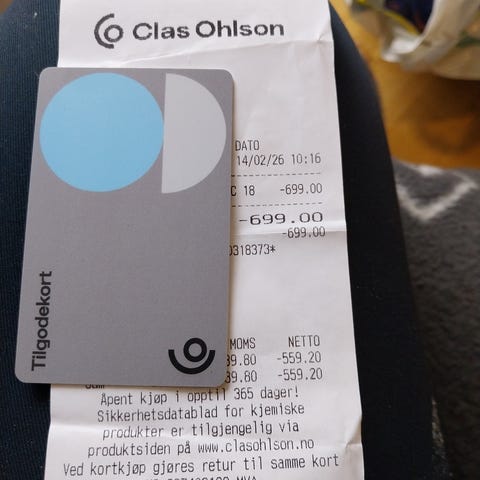 Clas Ohlson
DATO
14/02/26 10:16
C 18 -699.00
-699.00
-699.00
0318373*
MOMS NETTO
39.80 -559.20
39.80 -559.20
Åpent kjøp i opptil 365 dager!
Sikkerhetsdatablad for kjemiske
produkter er tilgjengelig via
produktsiden på www.clasohlson.no
Ved kortkjøp gjøres retur til samme kort
Tilgodekort